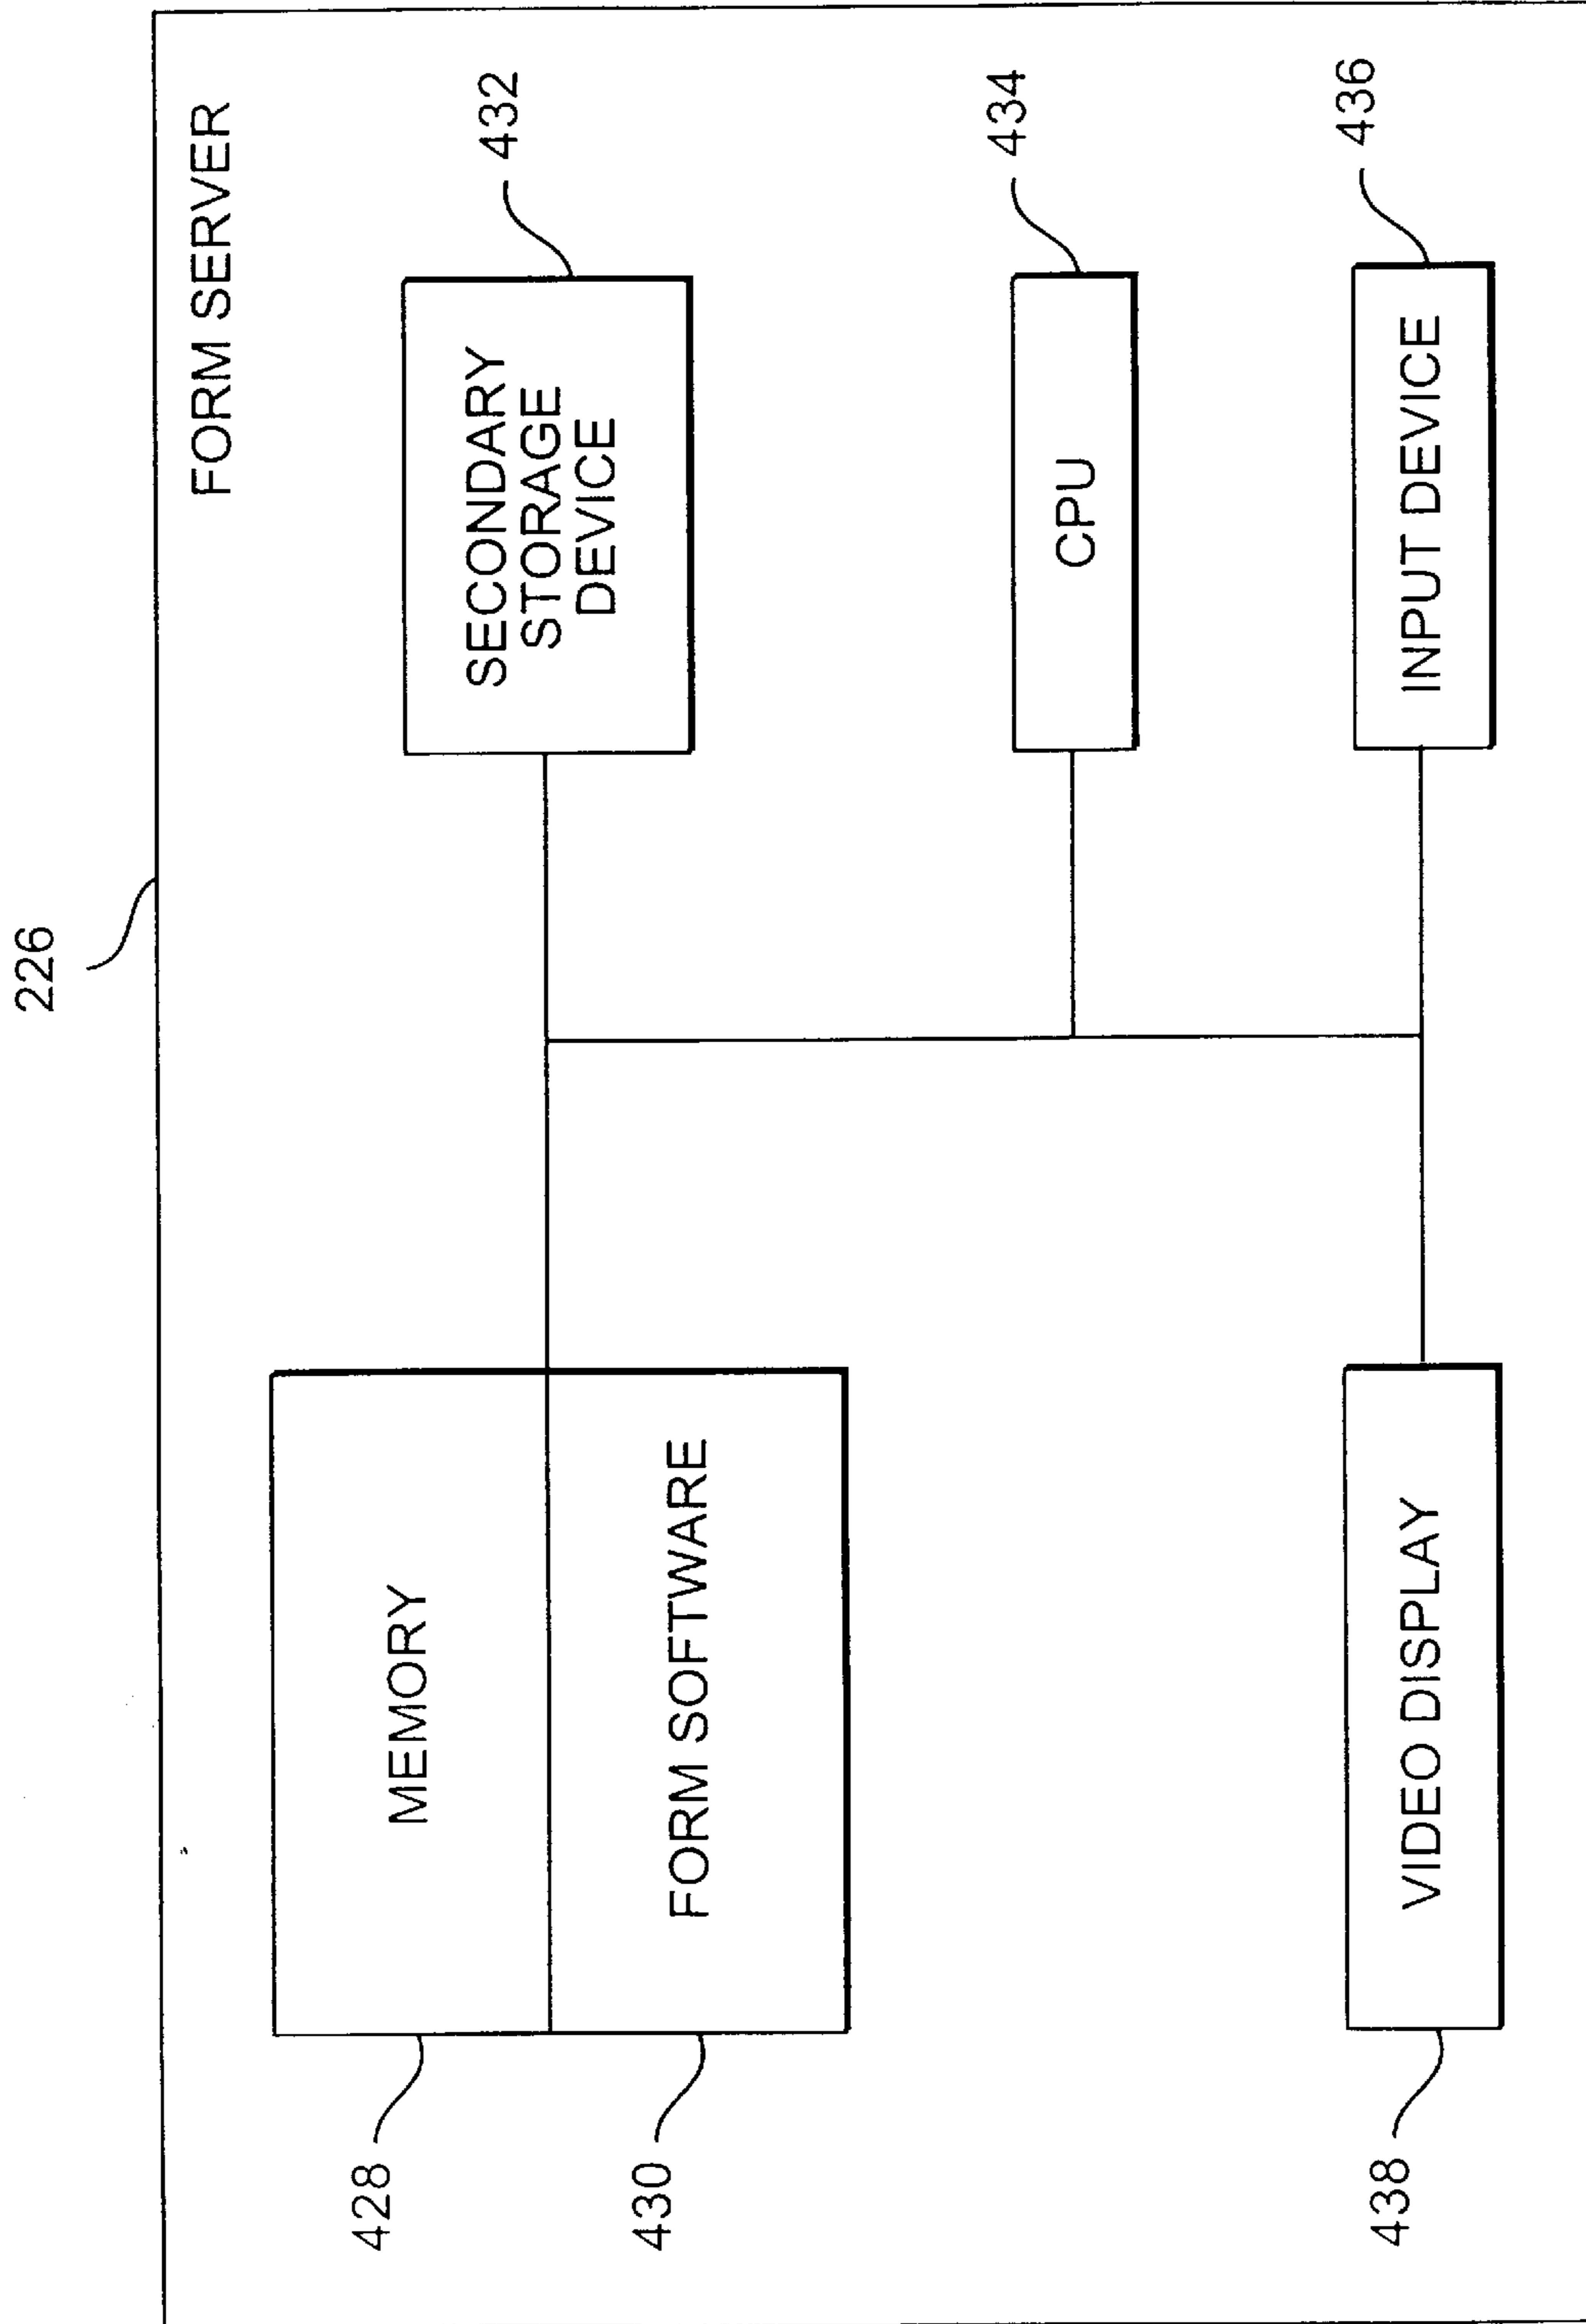 226
FORM SERVER
428
MEMORY
430
FORM SOFTWARE
SECONDARY
STORAGE
DEVICE
432
CPU
434
438
VIDEO DISPLAY
INPUT DEVICE
436